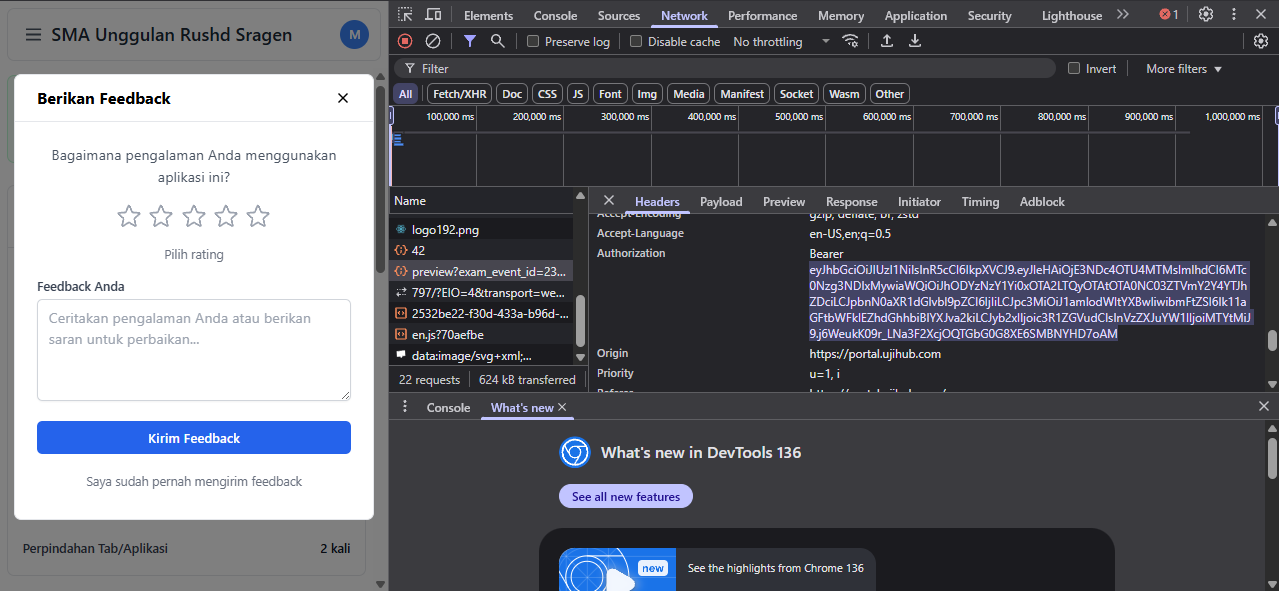 SMA Unggulan Rushd Sragen
M
Berikan Feedback
Bagaimana pengalaman Anda menggunakan
aplikasi ini?
Pilih rating
Feedback Anda
Ceritakan pengalaman Anda atau berikan
saran untuk perbaikan...
Kirim Feedback
Saya sudah pernah mengirim feedback
Perpindahan Tab/Aplikasi
2 kali
Elements Console Sources Network Performance Memory Application Security Lighthouse
1
Preserve log Disable cache No throttling
Filter
Invert
More filters
All Fetch/XHR Doc CSS JS Font Img Media Manifest Socket Wasm Other
100,000 ms 200,000 ms 300,000 ms 400,000 ms 500,000 ms 600,000 ms 700,000 ms 800,000 ms 900,000 ms 1,000,000 ms
Name
logo192.png
42
preview?exam_event_id=23...
797/?EIO=4&transport=we...
2532be22-f30d-433a-b96d-...
en.js?70aefbe
data:image/svg+xml;...
22 requests
624 kB transferred
Headers Payload Preview Response Initiator Timing Adblock
Accept-Encoding
gzip, deflate, br, zstd
Accept-Language
en-US,en;q=0.5
Authorization
Bearer
Origin
https://portal.ujihub.com
Priority
u=1, i
Console What's new
What's new in DevTools 136
See all new features
new
See the highlights from Chrome 136